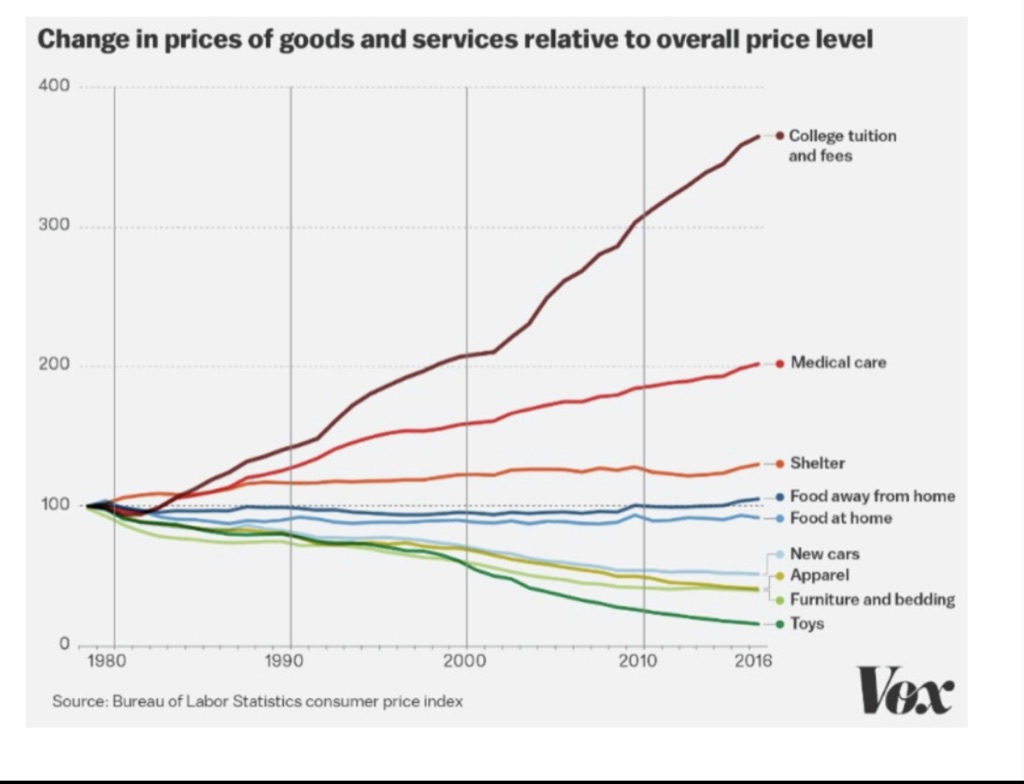 Change in prices of goods and services relative to overall price level
400
300
200
100
0
College tuition
and fees
Medical care
Shelter
Food away from home
Food at home
New cars
Apparel
Furniture and bedding
Toys
1980 1990 2000 2010 2016
Source: Bureau of Labor Statistics consumer price index
Vox